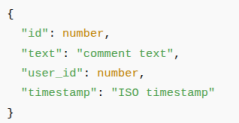 {
"id": number,
"text": "comment text",
"user_id": number,
"timestamp": "ISO timestamp"
}